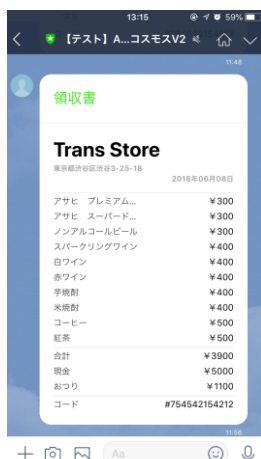 13:15 59%
【テスト】A...コスモスV2
11:48
領収書
Trans Store
東京都渋谷区渋谷3-25-18
2018年06月08日
アサヒ プレミアム... ¥300
アサヒ スーパード... ¥300
ノンアルコールビール ¥300
スパークリングワイン ¥400
白ワイン ¥400
赤ワイン ¥400
芋焼酎 ¥400
米焼酎 ¥400
コーヒー ¥500
紅茶 ¥500
合計 ¥3900
現金 ¥5000
おつり ¥1100
コード #754542154212
11:56
Aa